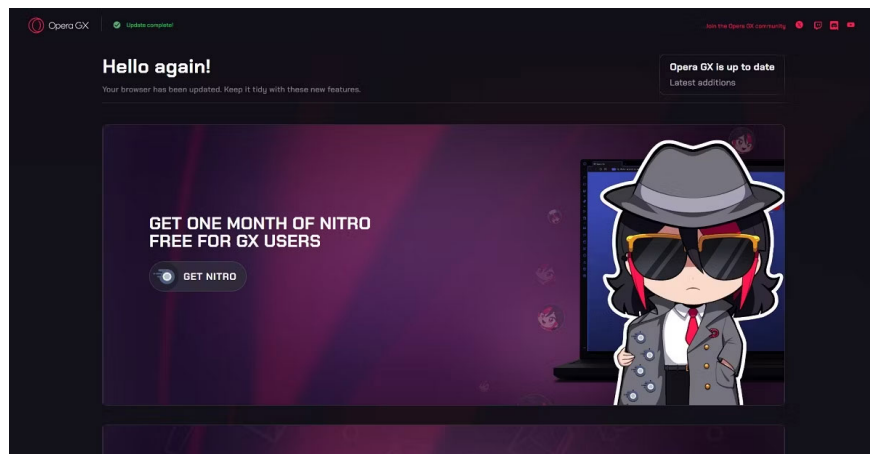 Opera GX
Update complete!
Join the Opera GX community
Hello again!
Your browser has been updated. Keep it tidy with these new features.
Opera GX is up to date
Latest additions
GET ONE MONTH OF NITRO
FREE FOR GX USERS
GET NITRO